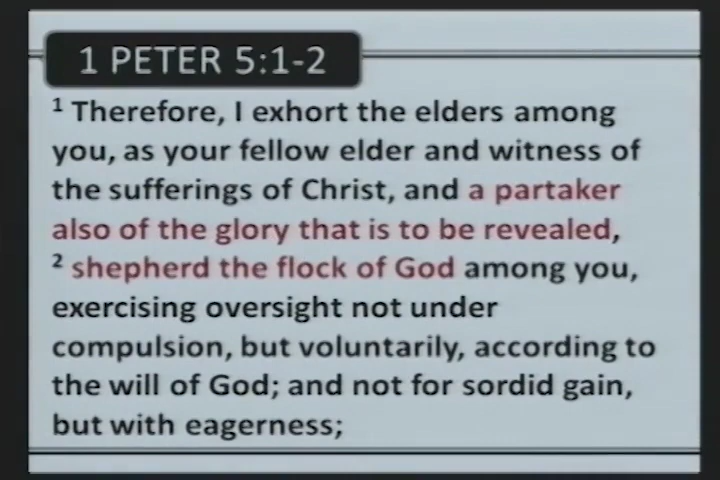 1 PETER 5:1-2
1 Therefore, I exhort the elders among
you, as your fellow elder and witness of
the sufferings of Christ, and a partaker
also of the glory that is to be revealed,
2 shepherd the flock of God among you,
exercising oversight not under
compulsion, but voluntarily, according to
the will of God; and not for sordid gain,
but with eagerness;